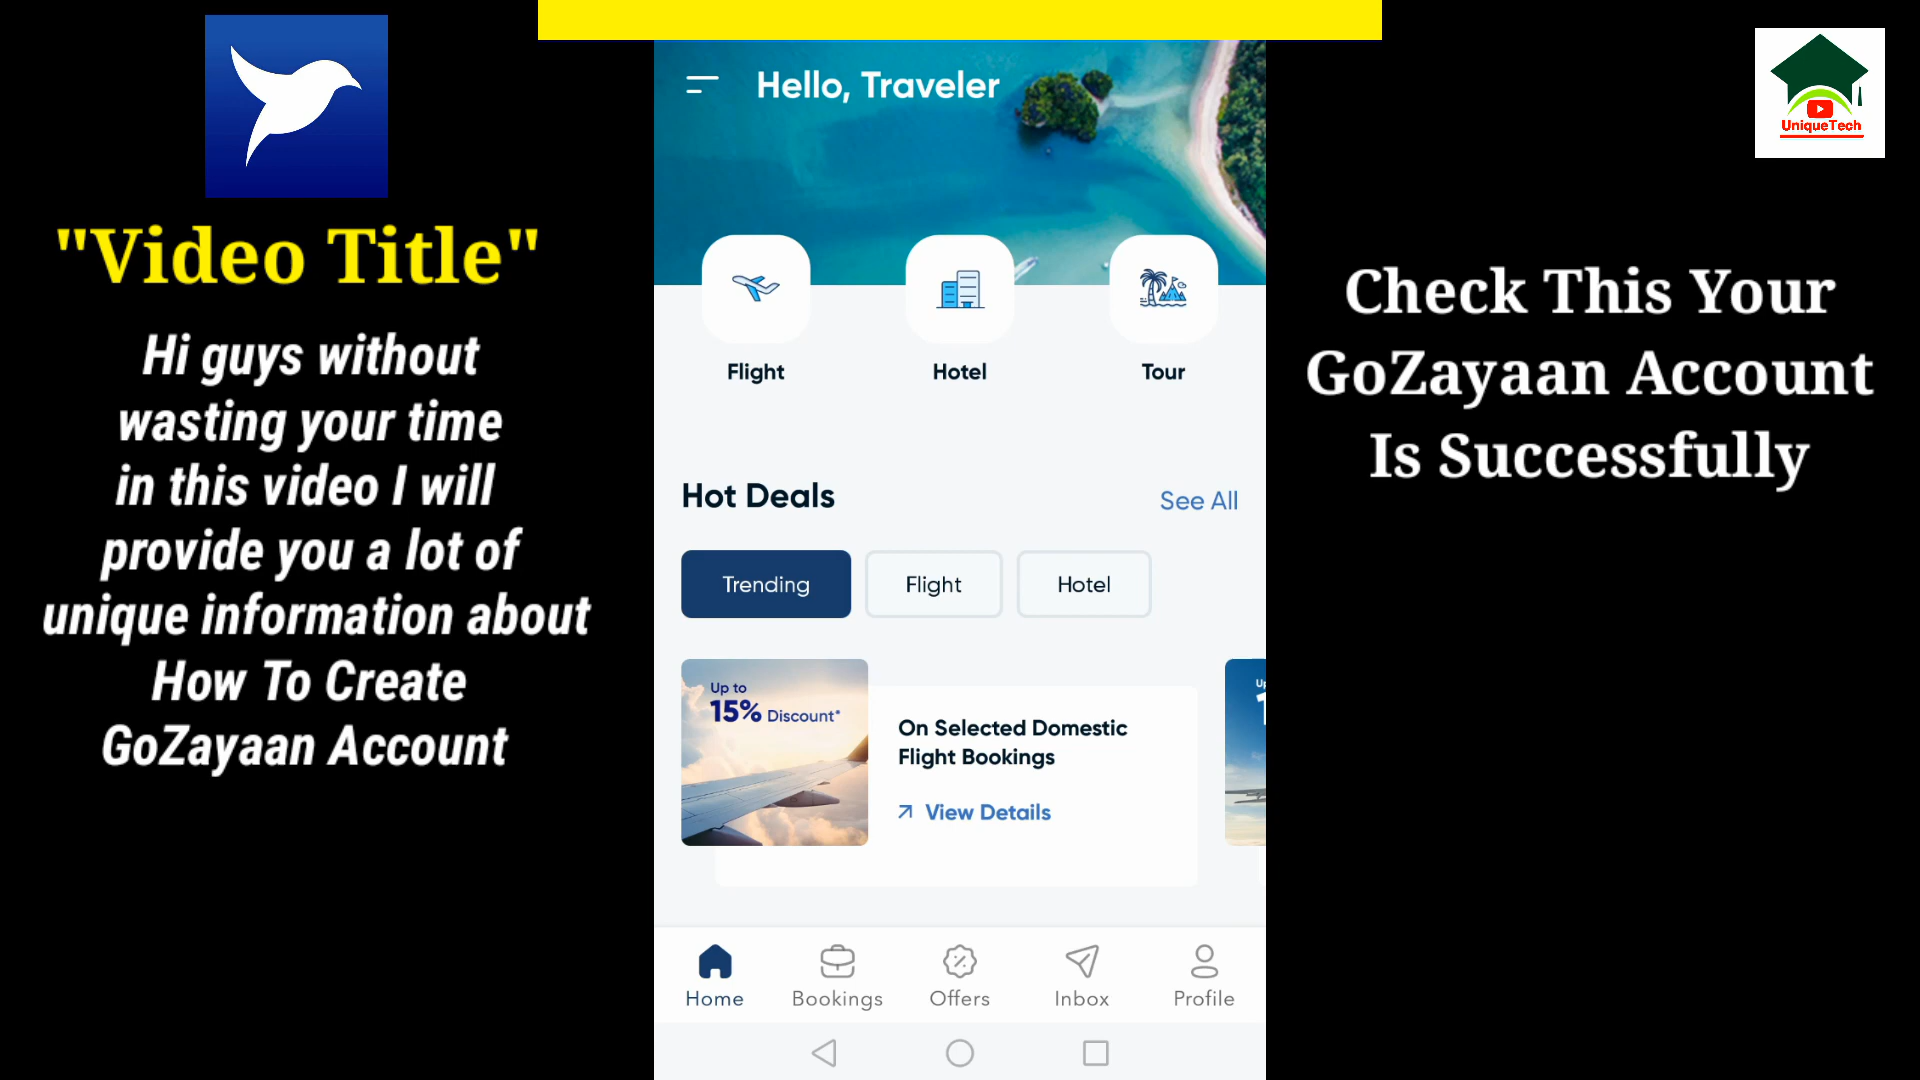 "Video Title"
Hi guys without
wasting your time
in this video I will
provide you a lot of
unique information about
How To Create
GoZayaan Account
Hello, Traveler
Flight
Hotel
Tour
Hot Deals
See All
Trending
Flight
Hotel
Up to
15% Discount*
On Selected Domestic
Flight Bookings
View Details
Home
Bookings
Offers
Inbox
Profile
UniqueTech
Check This Your
GoZayaan Account
Is Successfully